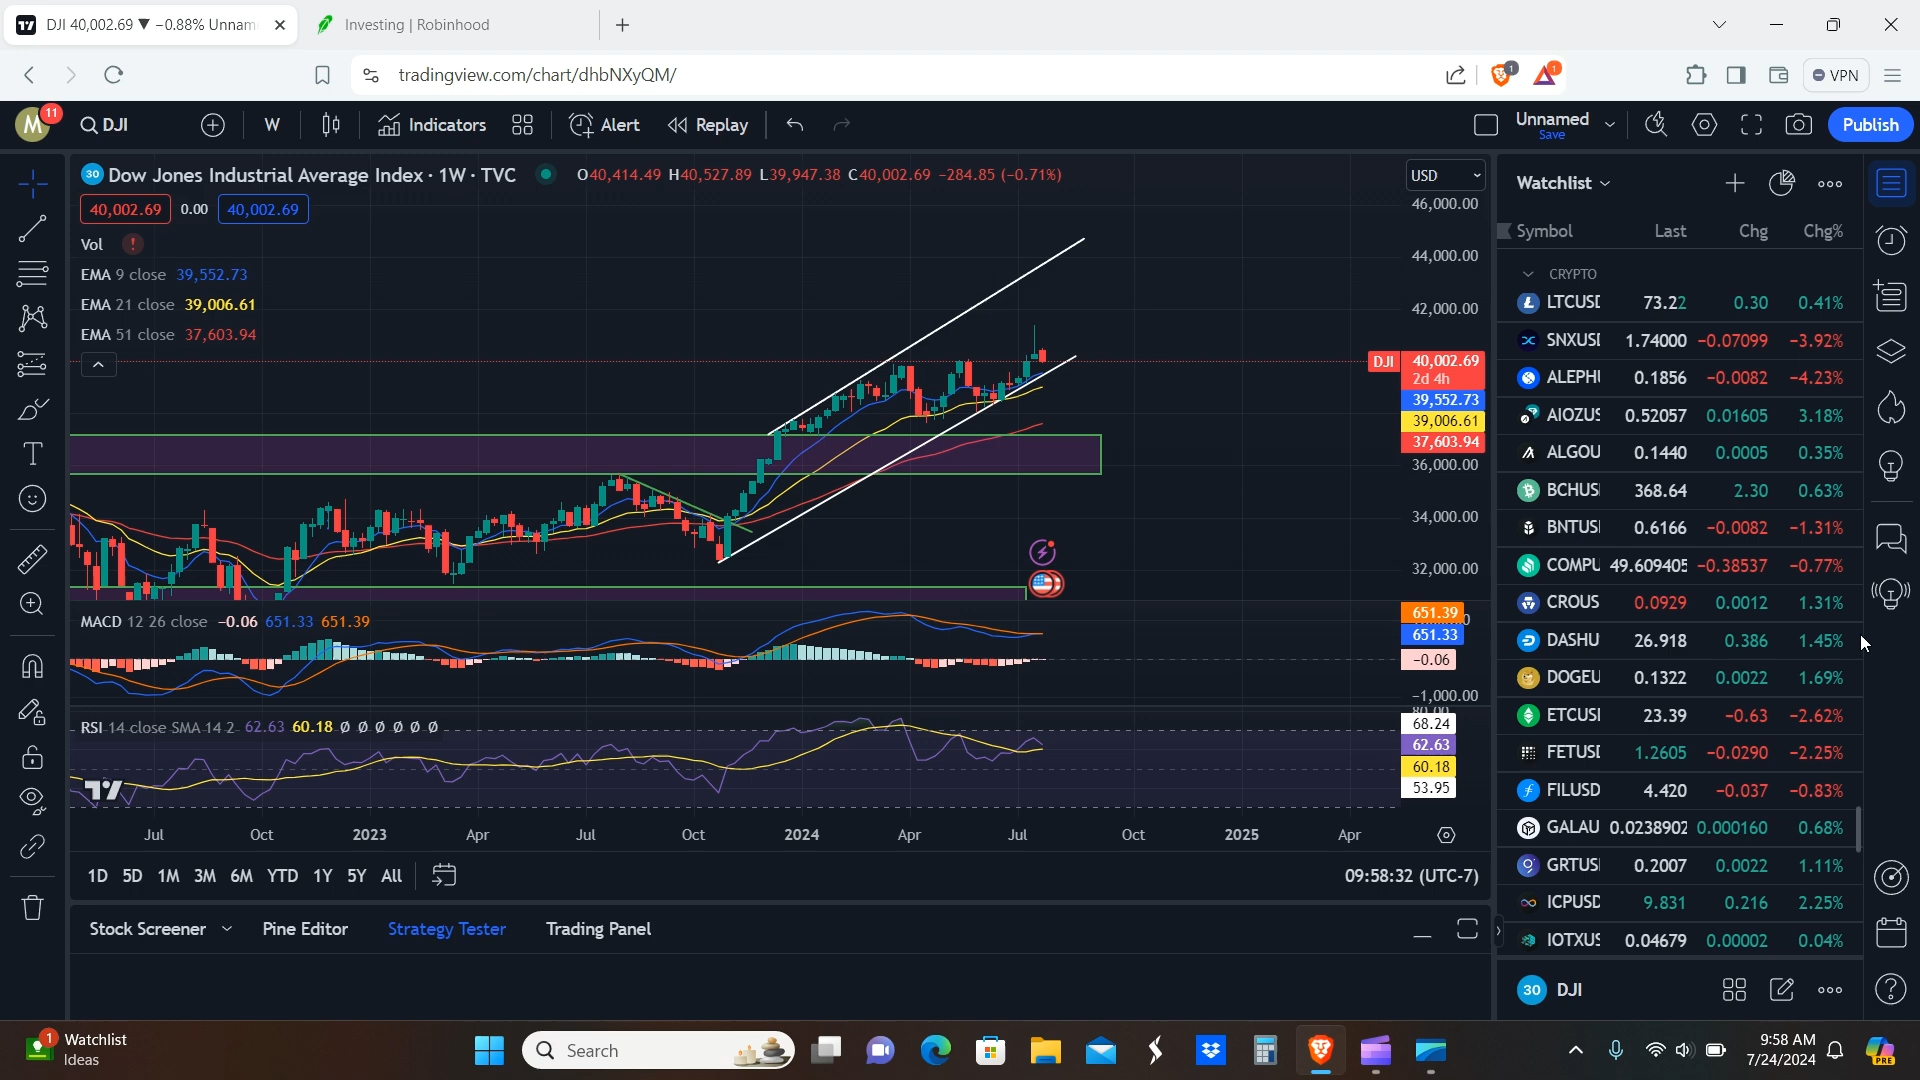 DJI 40,002.69 ▼ −0.88% Unnam
Investing | Robinhood
tradingview.com/chart/dhbNXyQM/
1
1
VPN
M
11
DJI
W
Indicators
Alert
Replay
Unnamed
Save
Publish
30 Dow Jones Industrial Average Index · 1W · TVC
O40,414.49 H40,527.89 L39,947.38 C40,002.69 −284.85 (−0.71%)
USD
40,002.69 0.00 40,002.69
Vol !
EMA 9 close 39,552.73
EMA 21 close 39,006.61
EMA 51 close 37,603.94
46,000.00
44,000.00
42,000.00
DJI 40,002.69
2d 4h
39,552.73
39,006.61
37,603.94
36,000.00
34,000.00
32,000.00
MACD 12 26 close −0.06 651.33 651.39
651.39
651.33
−0.06
−1,000.00
RSI 14 close SMA 14 2 62.63 60.18 Ø Ø Ø Ø Ø Ø
80.00
68.24
62.63
60.18
53.95
Jul Oct 2023 Apr Jul Oct 2024 Apr Jul Oct 2025 Apr
1D 5D 1M 3M 6M YTD 1Y 5Y All
09:58:32 (UTC-7)
Stock Screener Pine Editor Strategy Tester Trading Panel
Watchlist
Symbol Last Chg Chg%
CRYPTO
LTCUSD 73.22 0.30 0.41%
SNXUSI 1.74000 −0.07099 −3.92%
ALEPHI 0.1856 −0.0082 −4.23%
AIOZUS 0.52057 0.01605 3.18%
ALGOU 0.1440 0.0005 0.35%
BCHUSI 368.64 2.30 0.63%
BNTUSI 0.6166 −0.0082 −1.31%
COMPU 49.609405 −0.38537 −0.77%
CROUS 0.0929 0.0012 1.31%
DASHU 26.918 0.386 1.45%
DOGEU 0.1322 0.0022 1.69%
ETCUSI 23.39 −0.63 −2.62%
FETUSD 1.2605 −0.0290 −2.25%
FILUSD 4.420 −0.037 −0.83%
GALAU 0.0238902 0.000160 0.68%
GRTUSI 0.2007 0.0022 1.11%
ICPUSD 9.831 0.216 2.25%
IOTXUS 0.04679 0.00002 0.04%
30 DJI
1
Watchlist
Ideas
Search
9:58 AM
7/24/2024
PRE